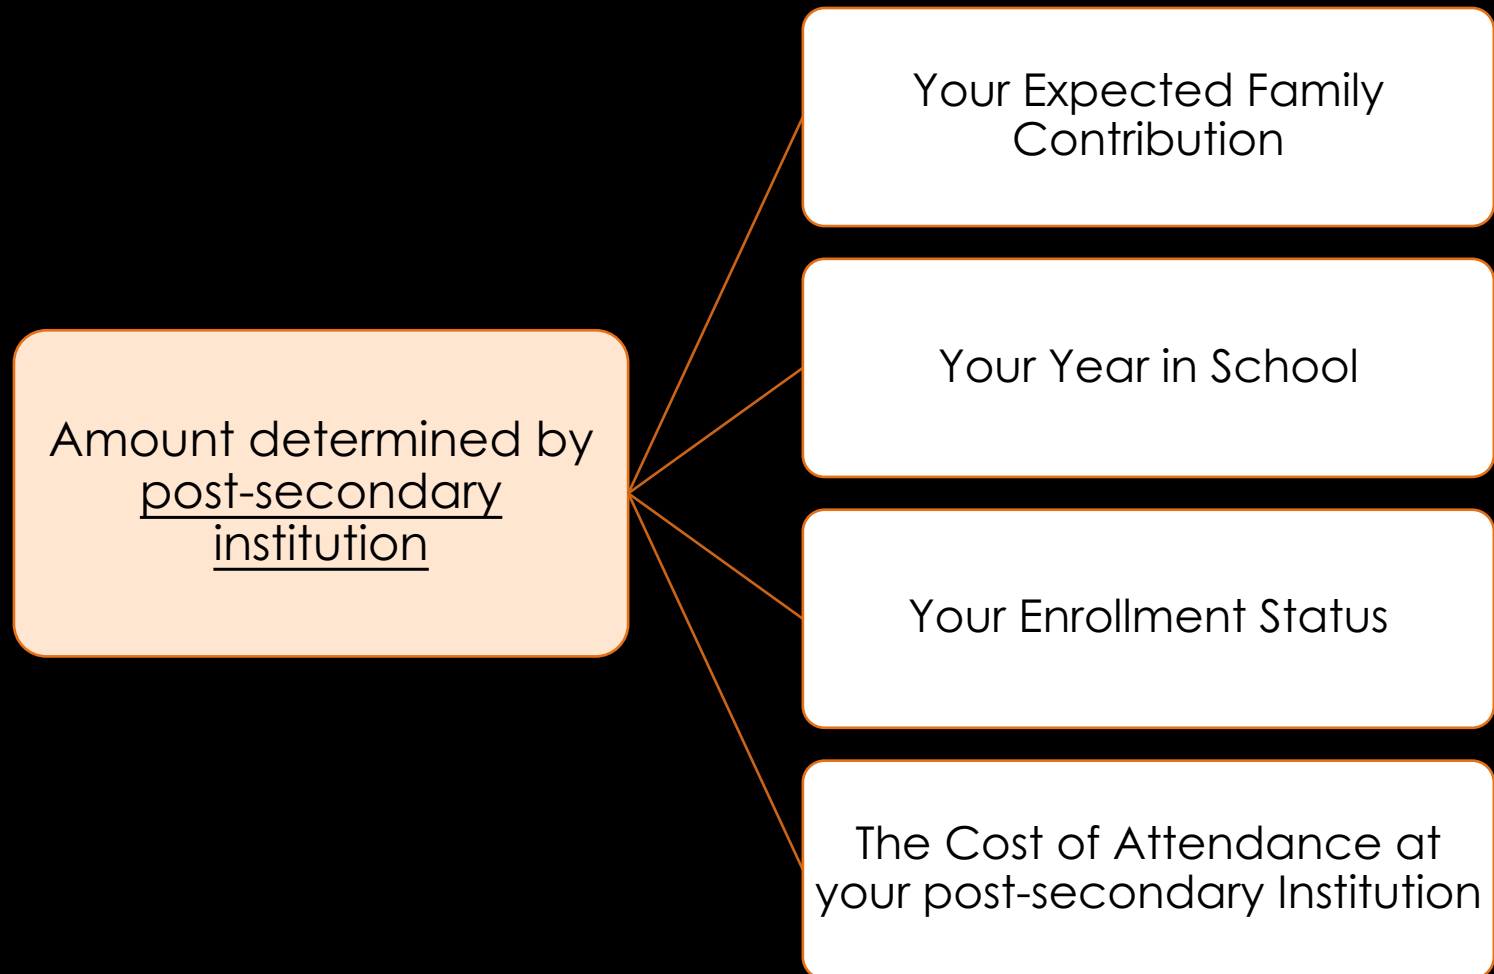 Amount determined by
post-secondary
institution
Your Expected Family
Contribution
Your Year in School
Your Enrollment Status
The Cost of Attendance at
your post-secondary Institution